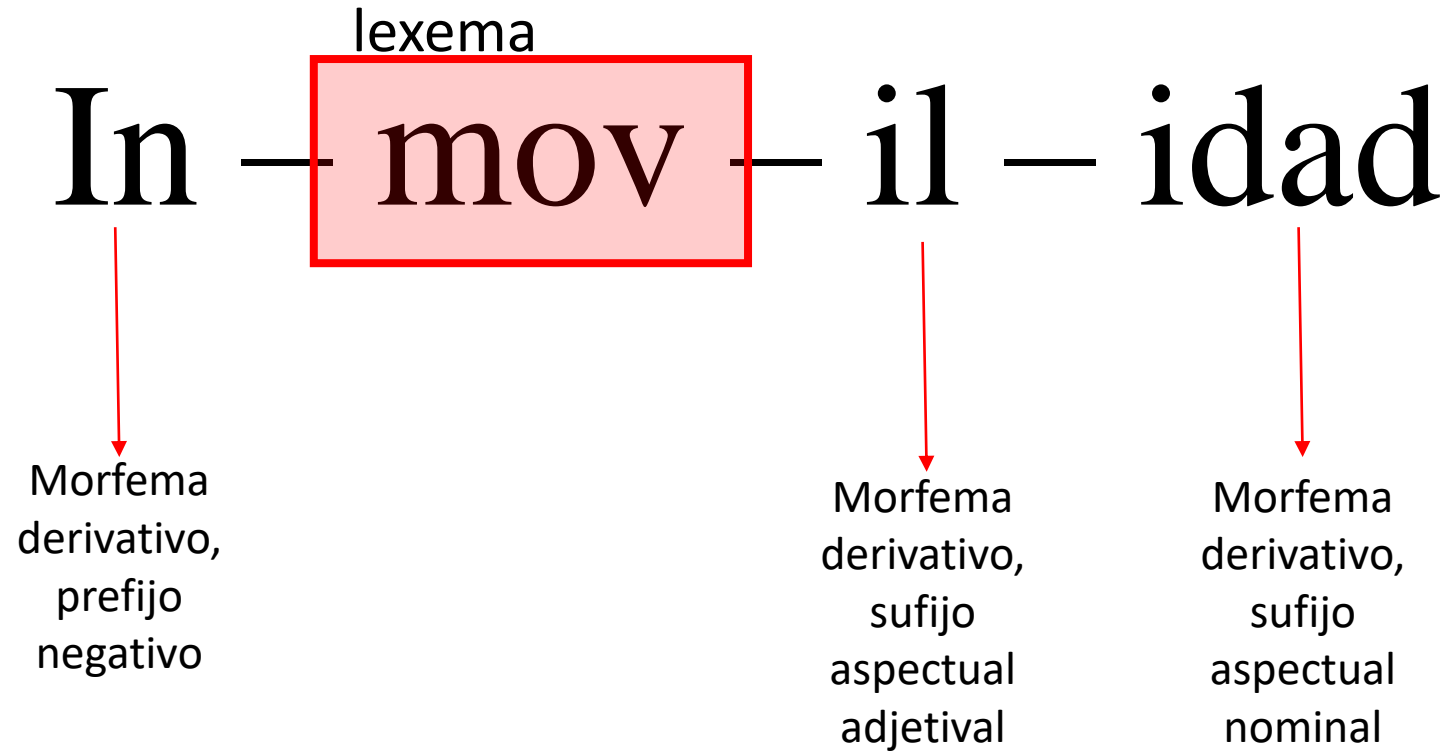 lexema
In – mov – il – idad
Morfema
derivativo,
prefijo
negativo
Morfema
derivativo,
sufijo
aspectual
adjetival
Morfema
derivativo,
sufijo
aspectual
nominal